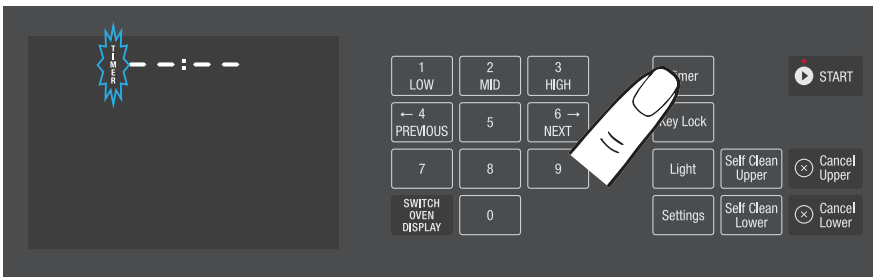 TIMER
--:--
1
LOW
2
MID
3
HIGH
imer
START
← 4
PREVIOUS
5
6 →
NEXT
Key Lock
7
8
9
Light
Self Clean
Upper
Cancel
Upper
SWITCH
OVEN
DISPLAY
0
Settings
Self Clean
Lower
Cancel
Lower